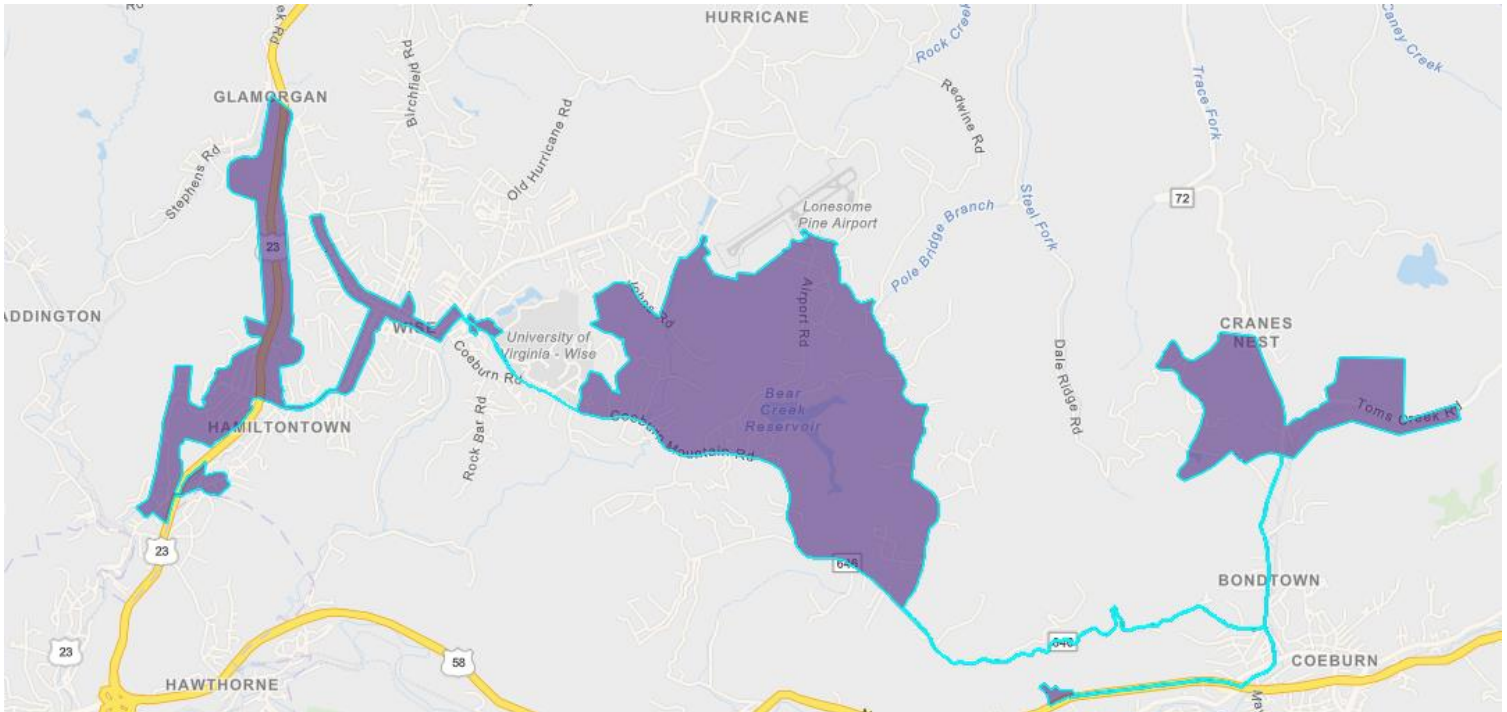 Rd
ek Rd
HURRICANE
Rock Creek
Caney Creek
GLAMORGAN
Birchfield Rd
Old Hurricane Rd
Redwine Rd
Trace Fork
Stephens Rd
Steel Fork
72
Lonesome
Pine Airport
Pole Bridge Branch
23
ADDINGTON
WISE
Johns Rd
Airport Rd
University of
Virginia - Wise
CRANES
NEST
Coeburn Rd
Dale Ridge Rd
Bear
Creek
Reservoir
Toms Creek Rd
HAMILTONTOWN
Rock Bar Rd
Coeburn Mountain Rd
23
646
BONDTOWN
23
58
646
COEBURN
HAWTHORNE